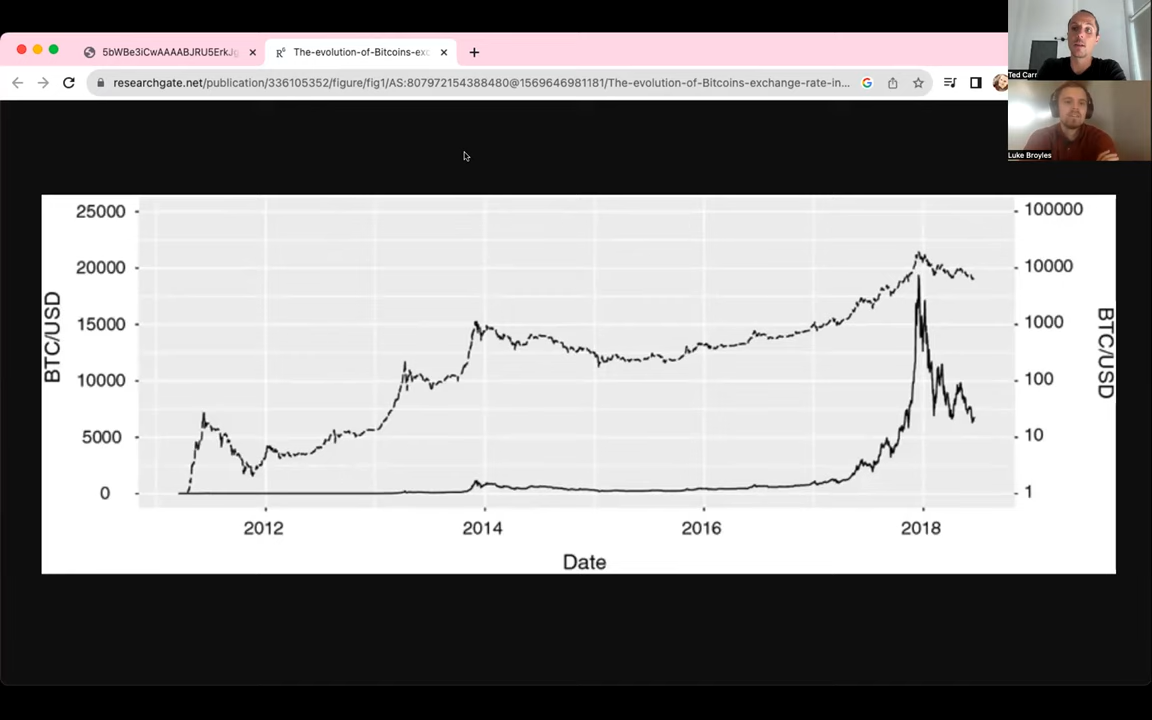 5bWBe3iCwAAAABJRU5ErkJg
The-evolution-of-Bitcoins-exc
researchgate.net/publication/336105352/figure/fig1/AS:807972154388480@1569646981181/The-evolution-of-Bitcoins-exchange-rate-in...
Ted Carr
Luke Broyles
25000
20000
15000
10000
5000
0
BTC/USD
100000
10000
1000
100
10
1
BTC/USD
2012
2014
2016
2018
Date